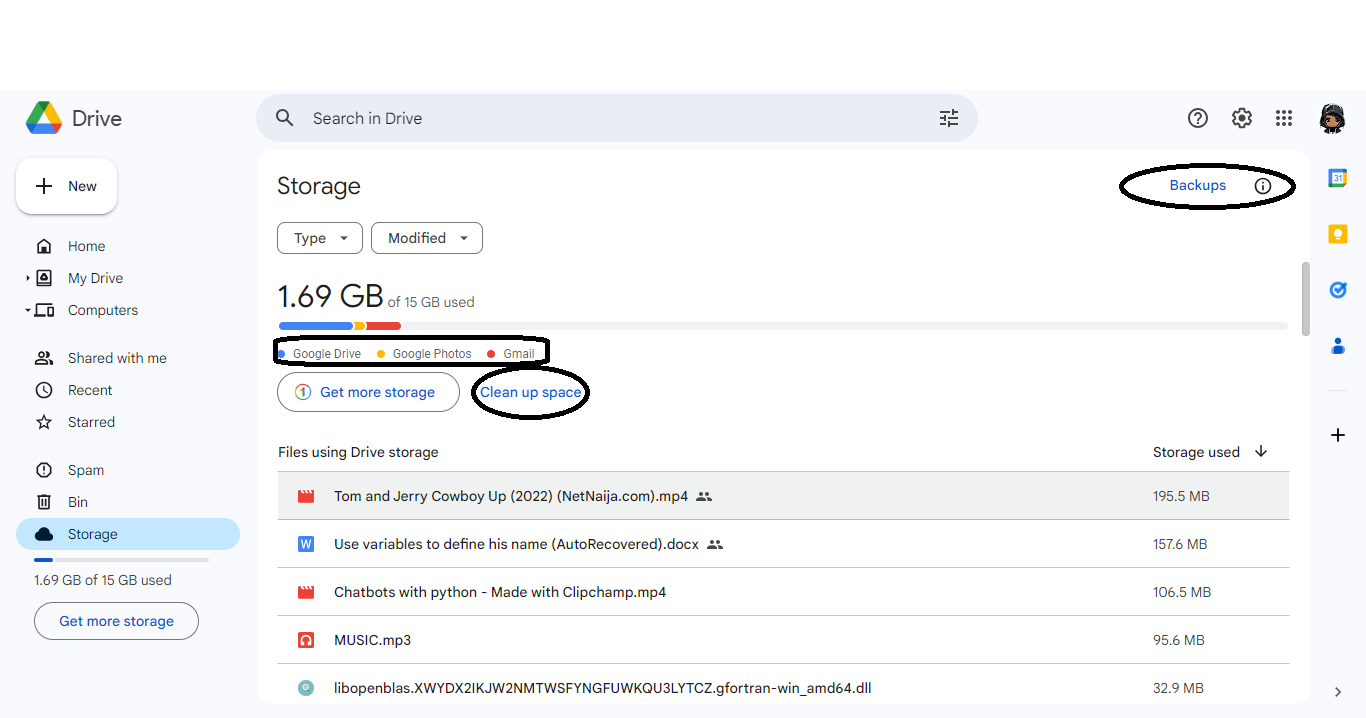 Drive
Search in Drive
New
Home
My Drive
Computers
Shared with me
Recent
Starred
Spam
Bin
Storage
1.69 GB of 15 GB used
Get more storage
Storage
Backups
Type
Modified
1.69 GB of 15 GB used
Google Drive Google Photos Gmail
1 Get more storage Clean up space
Files using Drive storage Storage used
Tom and Jerry Cowboy Up (2022) (NetNaija.com).mp4 195.5 MB
W Use variables to define his name (AutoRecovered).docx 157.6 MB
Chatbots with python - Made with Clipchamp.mp4 106.5 MB
MUSIC.mp3 95.6 MB
libopenblas.XWYDX2IKJW2NMTWSFYNGFUWKQU3LYTCZ.gfortran-win_amd64.dll 32.9 MB
31